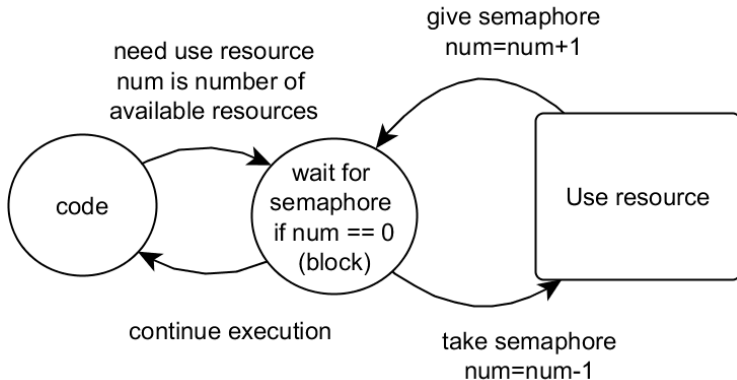 give semaphore
num=num+1
need use resource
num is number of
available resources
code
wait for
semaphore
if num == 0
(block)
Use resource
continue execution
take semaphore
num=num-1